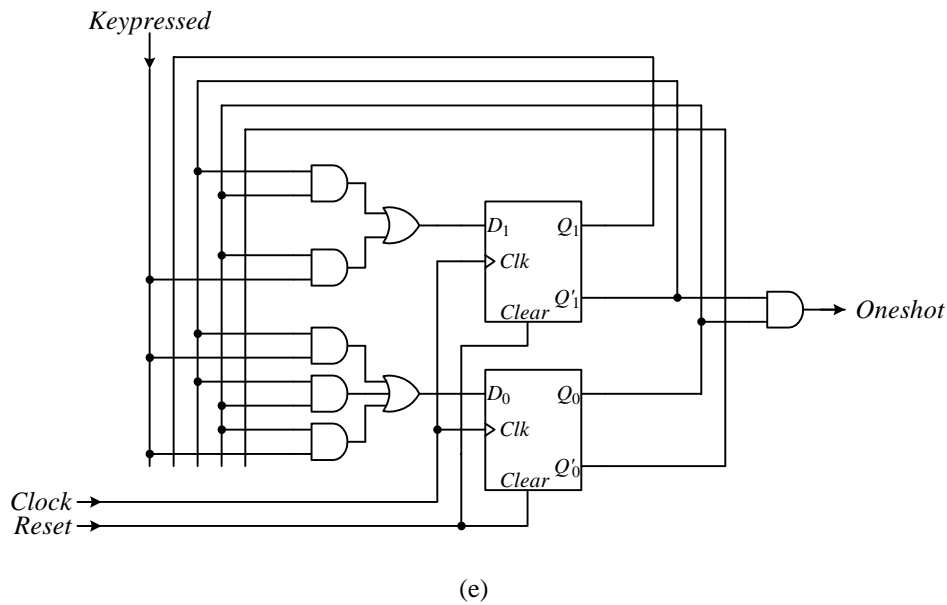 Keypressed
D₁ Q₁
Clk
Q′₁
Clear
Oneshot
D₀ Q₀
Clk
Q′₀
Clear
Clock
Reset
(e)